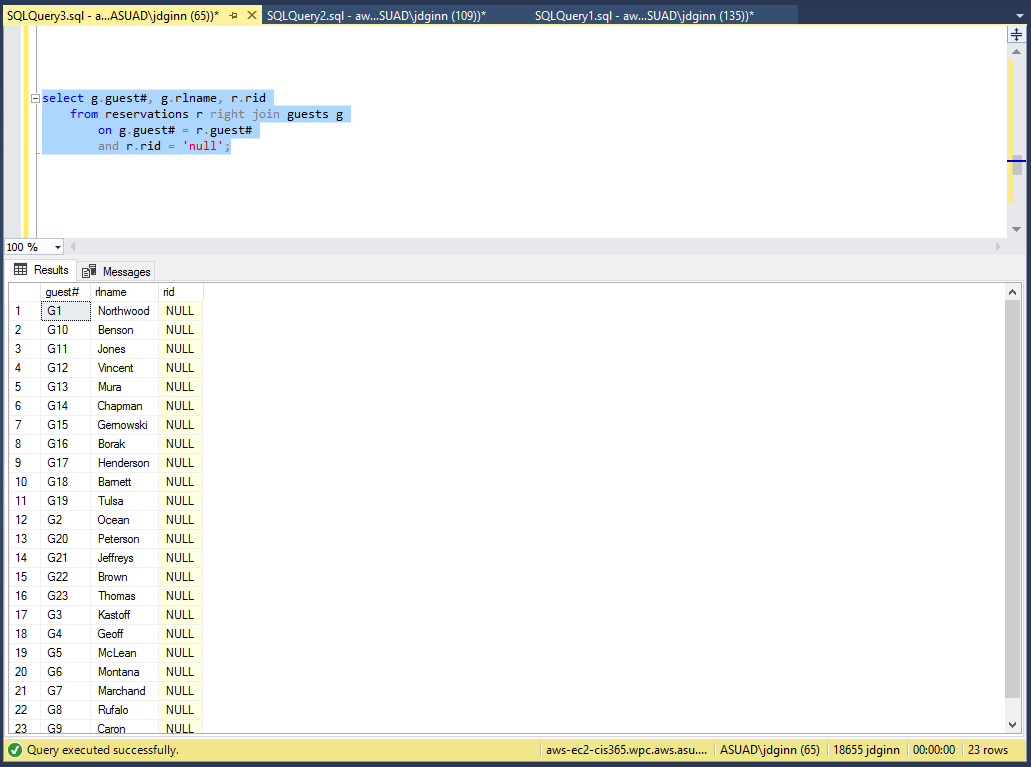 SQLQuery3.sql - a...ASUAD\jdginn (65))* SQLQuery2.sql - aw...SUAD\jdginn (109))* SQLQuery1.sql - aw...SUAD\jdginn (135))*
select g.guest#, g.rlname, r.rid
from reservations r right join guests g
on g.guest# = r.guest#
and r.rid = 'null';
100 %
Results Messages
guest# rlname rid
1 G1 Northwood NULL
2 G10 Benson NULL
3 G11 Jones NULL
4 G12 Vincent NULL
5 G13 Mura NULL
6 G14 Chapman NULL
7 G15 Gernowski NULL
8 G16 Borak NULL
9 G17 Henderson NULL
10 G18 Barnett NULL
11 G19 Tulsa NULL
12 G2 Ocean NULL
13 G20 Peterson NULL
14 G21 Jeffreys NULL
15 G22 Brown NULL
16 G23 Thomas NULL
17 G3 Kastoff NULL
18 G4 Geoff NULL
19 G5 McLean NULL
20 G6 Montana NULL
21 G7 Marchand NULL
22 G8 Rufalo NULL
23 G9 Caron NULL
Query executed successfully. aws-ec2-cis365.wpc.aws.asu.... ASUAD\jdginn (65) 18655 jdginn 00:00:00 23 rows